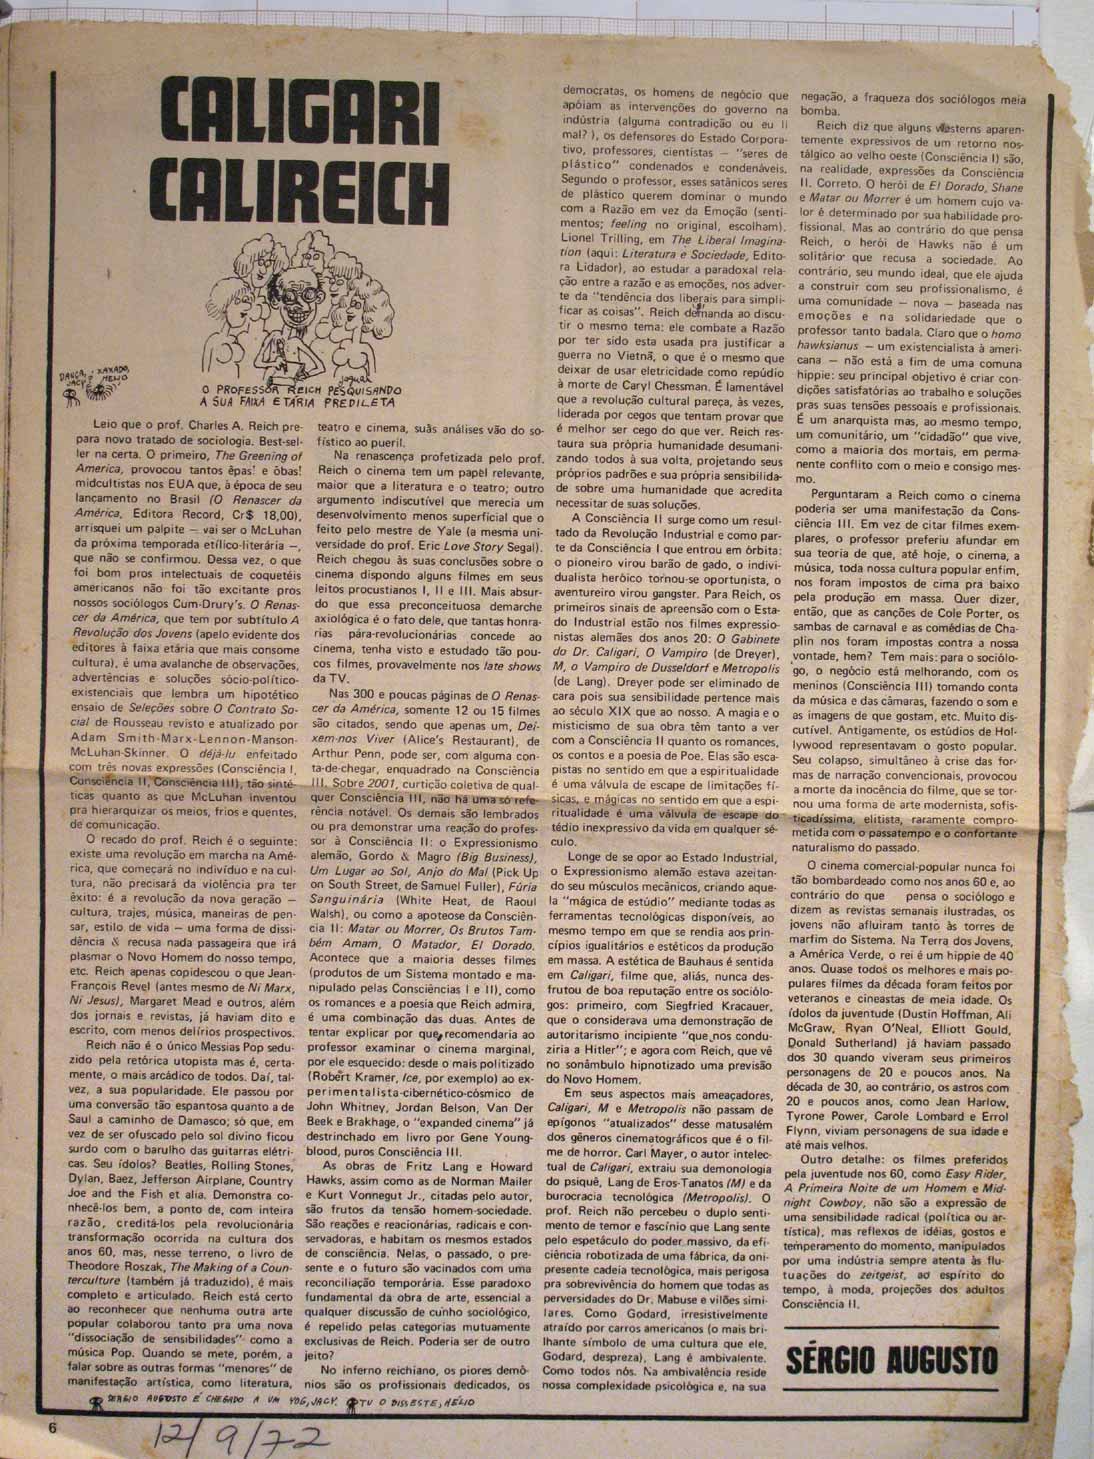 CALIGARI
CALIREICH
DANÇA, JACY
XAXADO, HELIO
jaguar
O PROFESSOR REICH PESQUISANDO
A SUA FAIXA ETÁRIA PREDILETA
Leio que o prof. Charles A. Reich pre-
para novo tratado de sociologia. Best-sel-
ler na certa. O primeiro, The Greening of
America, provocou tantos êpas! e ôbas!
midcultistas nos EUA que, à época de seu
lançamento no Brasil (O Renascer da
América, Editora Record, Cr$ 18,00),
arrisquei um palpite — vai ser o McLuhan
da próxima temporada etílico-literária —,
que não se confirmou. Dessa vez, o que
foi bom pros intelectuais de coquetéis
americanos não foi tão excitante pros
nossos sociólogos Cum-Drury's. O Renas-
cer da América, que tem por subtítulo A
Revolução dos Jovens (apelo evidente dos
editores à faixa etária que mais consome
cultura), é uma avalanche de observações,
advertências e soluções sócio-político-
existenciais que lembra um hipotético
ensaio de Seleções sobre O Contrato So-
cial de Rousseau revisto e atualizado por
Adam Smith-Marx-Lennon-Manson-
McLuhan-Skinner. O déjà-lu enfeitado
com três novas expressões (Consciência I,
Consciência II, Consciência III), tão sinté-
ticas quanto as que McLuhan inventou
pra hierarquizar os meios, frios e quentes,
de comunicação.
O recado do prof. Reich é o seguinte:
existe uma revolução em marcha na Amé-
rica, que começará no indivíduo e na cul-
tura, não precisará da violência pra ter
êxito: é a revolução da nova geração —
cultura, trajes, música, maneiras de pen-
sar, estilo de vida — uma forma de dissi-
dência & recusa nada passageira que irá
plasmar o Novo Homem do nosso tempo,
etc. Reich apenas copidescou o que Jean-
François Revel (antes mesmo de Ni Marx,
Ni Jesus), Margaret Mead e outros, além
dos jornais e revistas, já haviam dito e
escrito, com menos delírios prospectivos.
Reich não é o único Messias Pop sedu-
zido pela retórica utopista mas é, certa-
mente, o mais arcádico de todos. Daí, tal-
vez, a sua popularidade. Ele passou por
uma conversão tão espantosa quanto a de
Saul a caminho de Damasco; só que, em
vez de ser ofuscado pelo sol divino ficou
surdo com o barulho das guitarras elétri-
cas. Seu ídolos? Beatles, Rolling Stones,
Dylan, Baez, Jefferson Airplane, Country
Joe and the Fish et alia. Demonstra co-
nhecê-los bem, a ponto de, com inteira
razão, creditá-los pela revolucionária
transformação ocorrida na cultura dos
anos 60, mas, nesse terreno, o livro de
Theodore Roszak, The Making of a Coun-
terculture (também já traduzido), é mais
completo e articulado. Reich está certo
ao reconhecer que nenhuma outra arte
popular colaborou tanto pra uma nova
"dissociação de sensibilidades" como a
música Pop. Quando se mete, porém, a
falar sobre as outras formas "menores" de
manifestação artística, como literatura,
teatro e cinema, suas análises vão do so-
fístico ao pueril.
Na renascença profetizada pelo prof.
Reich o cinema tem um papel relevante,
maior que a literatura e o teatro; outro
argumento indiscutível que merecia um
desenvolvimento menos superficial que o
feito pelo mestre de Yale (a mesma uni-
versidade do prof. Eric Love Story Segal).
Reich chegou às suas conclusões sobre o
cinema dispondo alguns filmes em seus
leitos procustianos I, II e III. Mais absur-
do que essa preconceituosa demarche
axiológica é o fato dele, que tantas honra-
rias pára-revolucionárias concede ao
cinema, tenha visto e estudado tão pou-
cos filmes, provavelmente nos late shows
da TV.
Nas 300 e poucas páginas de O Renas-
cer da América, somente 12 ou 15 filmes
são citados, sendo que apenas um, Dei-
xem-nos Viver (Alice's Restaurant), de
Arthur Penn, pode ser, com alguma con-
ta-de-chegar, enquadrado na Consciência
III. Sobre 2001, curtição coletiva de qual-
quer Consciência III, não há uma só refe-
rência notável. Os demais são lembrados
ou pra demonstrar uma reação do profes-
sor à Consciência II: o Expressionismo
alemão, Gordo & Magro (Big Business),
Um Lugar ao Sol, Anjo do Mal (Pick Up
on South Street, de Samuel Fuller), Fúria
Sanguinária (White Heat, de Raoul
Walsh), ou como a apoteose da Consciên-
cia II: Matar ou Morrer, Os Brutos Tam-
bém Amam, O Matador, El Dorado.
Acontece que a maioria desses filmes
(produtos de um Sistema montado e ma-
nipulado pelas Consciências I e II), como
os romances e a poesia que Reich admira,
é uma combinação das duas. Antes de
tentar explicar por que, recomendaria ao
professor examinar o cinema marginal,
por ele esquecido: desde o mais politizado
(Robert Kramer, Ice, por exemplo) ao ex-
perimentalista-cibernético-cósmico de
John Whitney, Jordan Belson, Van Der
Beek e Brakhage, o "expanded cinema" já
destrinchado em livro por Gene Young-
blood, puros Consciência III.
As obras de Fritz Lang e Howard
Hawks, assim como as de Norman Mailer
e Kurt Vonnegut Jr., citadas pelo autor,
são frutos da tensão homem-sociedade.
São reações e reacionárias, radicais e con-
servadoras, e habitam os mesmos estados
de consciência. Nelas, o passado, o pre-
sente e o futuro são vacinados com uma
reconciliação temporária. Esse paradoxo
fundamental da obra de arte, essencial a
qualquer discussão de cunho sociológico,
é repelido pelas categorias mutuamente
exclusivas de Reich. Poderia ser de outro
jeito?
No inferno reichiano, os piores demô-
nios são os profissionais dedicados, os
democratas, os homens de negócio que
apóiam as intervenções do governo na
indústria (alguma contradição ou eu li
mal? ), os defensores do Estado Corpora-
tivo, professores, cientistas — "seres de
plástico" condenados e condenáveis.
Segundo o professor, esses satânicos seres
de plástico querem dominar o mundo
com a Razão em vez da Emoção (senti-
mentos; feeling no original, escolham).
Lionel Trilling, em The Liberal Imagina-
tion (aqui: Literatura e Sociedade, Edito-
ra Lidador), ao estudar a paradoxal rela-
ção entre a razão e as emoções, nos adver-
te da "tendência dos liberais para simpli-
ficar as coisas". Reich demanda ao discu-
tir o mesmo tema: ele combate a Razão
por ter sido esta usada pra justificar a
guerra no Vietnã, o que é o mesmo que
deixar de usar eletricidade como repúdio
à morte de Caryl Chessman. É lamentável
que a revolução cultural pareça, às vezes,
liderada por cegos que tentam provar que
é melhor ser cego do que ver. Reich res-
taura sua própria humanidade desumani-
zando todos à sua volta, projetando seus
próprios padrões e sua própria sensibilida-
de sobre uma humanidade que acredita
necessitar de suas soluções.
A Consciência II surge como um resul-
tado da Revolução Industrial e como par-
te da Consciência I que entrou em órbita:
o pioneiro virou barão de gado, o indivi-
dualista heróico tornou-se oportunista, o
aventureiro virou gangster. Para Reich, os
primeiros sinais de apreensão com o Esta-
do Industrial estão nos filmes expressio-
nistas alemães dos anos 20: O Gabinete
do Dr. Caligari, O Vampiro (de Dreyer),
M, o Vampiro de Dusseldorf e Metropolis
(de Lang). Dreyer pode ser eliminado de
cara pois sua sensibilidade pertence mais
ao século XIX que ao nosso. A magia e o
misticismo de sua obra têm tanto a ver
com a Consciência II quanto os romances,
os contos e a poesia de Poe. Elas são esca-
pistas no sentido em que a espiritualidade
é uma válvula de escape de limitações fí-
sicas, e mágicas no sentido em que a espi-
ritualidade é uma válvula de escape do
tédio inexpressivo da vida em qualquer sé-
culo.
Longe de se opor ao Estado Industrial,
o Expressionismo alemão estava azeitan-
do seu músculos mecânicos, criando aque-
la "mágica de estúdio" mediante todas as
ferramentas tecnológicas disponíveis, ao
mesmo tempo em que se rendia aos prin-
cípios igualitários e estéticos da produção
em massa. A estética de Bauhaus é sentida
em Caligari, filme que, aliás, nunca des-
frutou de boa reputação entre os sociólo-
gos: primeiro, com Siegfried Kracauer,
que o considerava uma demonstração de
autoritarismo incipiente "que nos condu-
ziria a Hitler"; e agora com Reich, que vê
no sonâmbulo hipnotizado uma previsão
do Novo Homem.
Em seus aspectos mais ameaçadores,
Caligari, M e Metropolis não passam de
epígonos "atualizados" desse matusalém
dos gêneros cinematográficos que é o fil-
me de horror. Carl Mayer, o autor intelec-
tual de Caligari, extraiu sua demonologia
do psiquê, Lang de Eros-Tanatos (M) e da
burocracia tecnológica (Metropolis). O
prof. Reich não percebeu o duplo senti-
mento de temor e fascínio que Lang sente
pelo espetáculo do poder massivo, da efi-
ciência robotizada de uma fábrica, da oni-
presente cadeia tecnológica, mais perigosa
pra sobrevivência do homem que todas as
perversidades do Dr. Mabuse e vilões simi-
lares. Como Godard, irresistivelmente
atraído por carros americanos (o mais bri-
lhante símbolo de uma cultura que ele,
Godard, despreza), Lang é ambivalente.
Como todos nós. Na ambivalência reside
nossa complexidade psicológica e, na sua
negação, a fraqueza dos sociólogos meia
bomba.
Reich diz que alguns westerns aparen-
temente expressivos de um retorno nos-
tálgico ao velho oeste (Consciência I) são,
na realidade, expressões da Consciência
II. Correto. O herói de El Dorado, Shane
e Matar ou Morrer é um homem cujo va-
lor é determinado por sua habilidade pro-
fissional. Mas ao contrário do que pensa
Reich, o herói de Hawks não é um
solitário que recusa a sociedade. Ao
contrário, seu mundo ideal, que ele ajuda
a construir com seu profissionalismo, é
uma comunidade — nova — baseada nas
emoções e na solidariedade que o
professor tanto badala. Claro que o homo
hawksianus — um existencialista à ameri-
cana — não está a fim de uma comuna
hippie: seu principal objetivo é criar con-
dições satisfatórias ao trabalho e soluções
pras suas tensões pessoais e profissionais.
É um anarquista mas, ao mesmo tempo,
um comunitário, um "cidadão" que vive,
como a maioria dos mortais, em perma-
nente conflito com o meio e consigo mes-
mo.
Perguntaram a Reich como o cinema
poderia ser uma manifestação da Cons-
ciência III. Em vez de citar filmes exem-
plares, o professor preferiu afundar em
sua teoria de que, até hoje, o cinema, a
música, toda nossa cultura popular enfim,
nos foram impostos de cima pra baixo
pela produção em massa. Quer dizer,
então, que as canções de Cole Porter, os
sambas de carnaval e as comédias de Cha-
plin nos foram impostas contra a nossa
vontade, hem? Tem mais: para o sociólo-
go, o negócio está melhorando, com os
meninos (Consciência III) tomando conta
da música e das câmaras, fazendo o som e
as imagens de que gostam, etc. Muito dis-
cutível. Antigamente, os estúdios de Hol-
lywood representavam o gosto popular.
Seu colapso, simultâneo à crise das for-
mas de narração convencionais, provocou
a morte da inocência do filme, que se tor-
nou uma forma de arte modernista, sofis-
ticadíssima, elitista, raramente compro-
metida com o passatempo e o confortante
naturalismo do passado.
O cinema comercial-popular nunca foi
tão bombardeado como nos anos 60 e, ao
contrário do que pensa o sociólogo e
dizem as revistas semanais ilustradas, os
jovens não afluiram tanto às torres de
marfim do Sistema. Na Terra dos Jovens,
a América Verde, o rei é um hippie de 40
anos. Quase todos os melhores e mais po-
pulares filmes da década foram feitos por
veteranos e cineastas de meia idade. Os
ídolos da juventude (Dustin Hoffman, Ali
McGraw, Ryan O'Neal, Elliott Gould,
Donald Sutherland) já haviam passado
dos 30 quando viveram seus primeiros
personagens de 20 e poucos anos. Na
década de 30, ao contrário, os astros com
20 e poucos anos, como Jean Harlow,
Tyrone Power, Carole Lombard e Errol
Flynn, viviam personagens de sua idade e
até mais velhos.
Outro detalhe: os filmes preferidos
pela juventude nos 60, como Easy Rider,
A Primeira Noite de um Homem e Mid-
night Cowboy, não são a expressão de
uma sensibilidade radical (política ou ar-
tística), mas reflexos de idéias, gostos e
temperamento do momento, manipulados
por uma indústria sempre atenta às flu-
tuações do zeitgeist, ao espírito do
tempo, à moda, projeções dos adultos
Consciência II.
SÉRGIO AUGUSTO
SERGIO AUGUSTO É CHEGADO A UM YOG, JACY.
TU O DISSESTE, HÉLIO
6
12/9/72